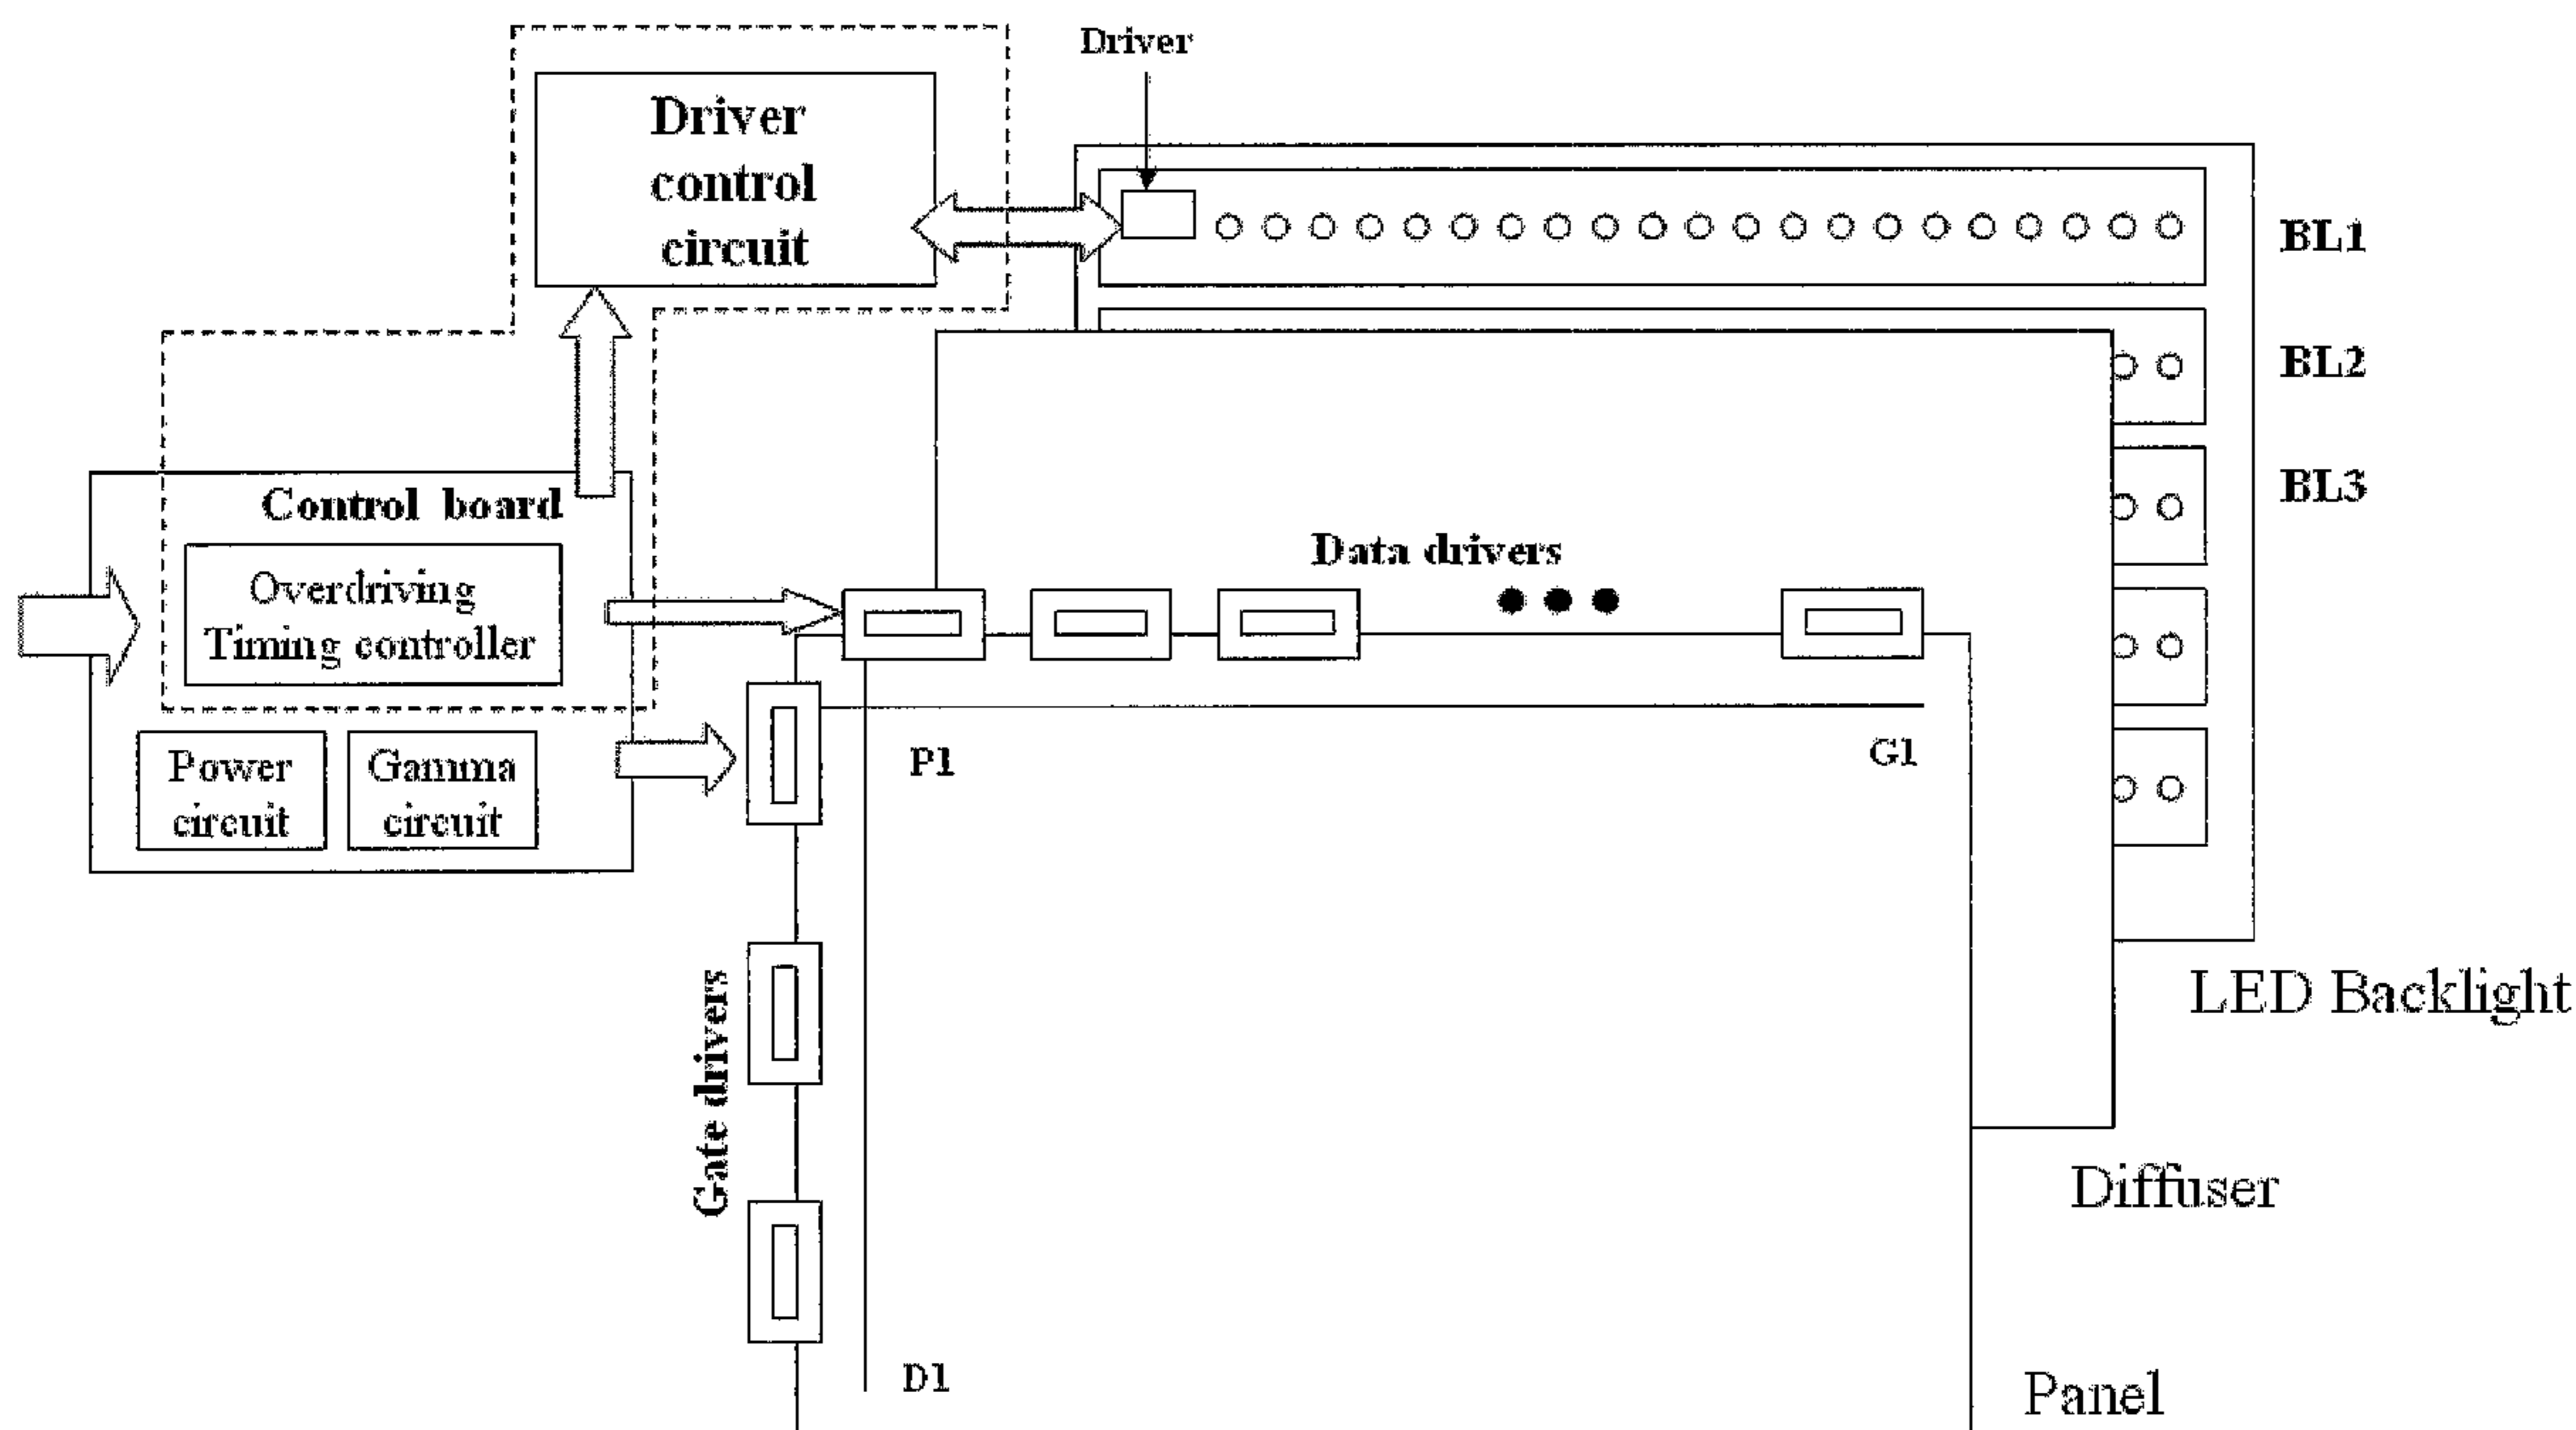 Driver
Driver
control
circuit
BL1
BL2
BL3
Control board
Overdriving
Timing controller
Data drivers
Power
circuit
Gamma
circuit
P1
G1
Gate drivers
LED Backlight
Diffuser
D1
Panel